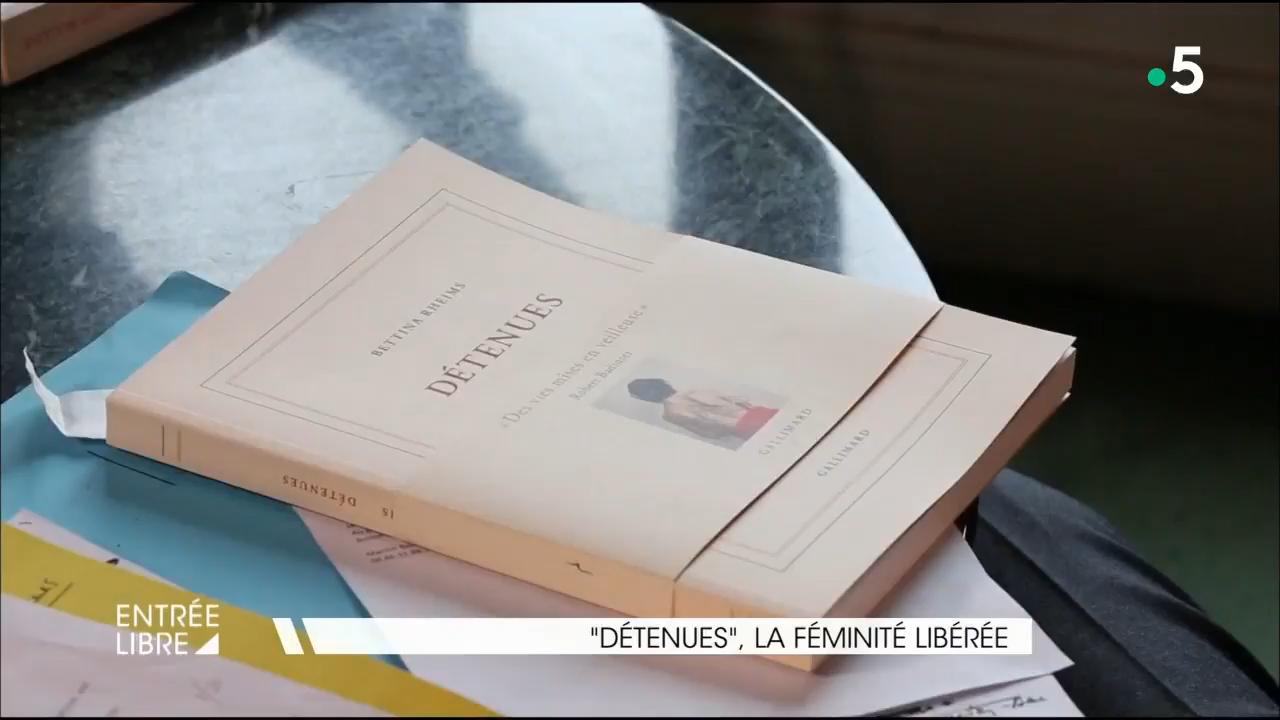 5
BETTINA RHEIMS
DÉTENUES
«Des vies mises en veilleuse»
Robert Badinter
GALLIMARD
GALLIMARD
DÉTENUES
ENTRÉE
LIBRE
"DÉTENUES", LA FÉMINITÉ LIBÉRÉE